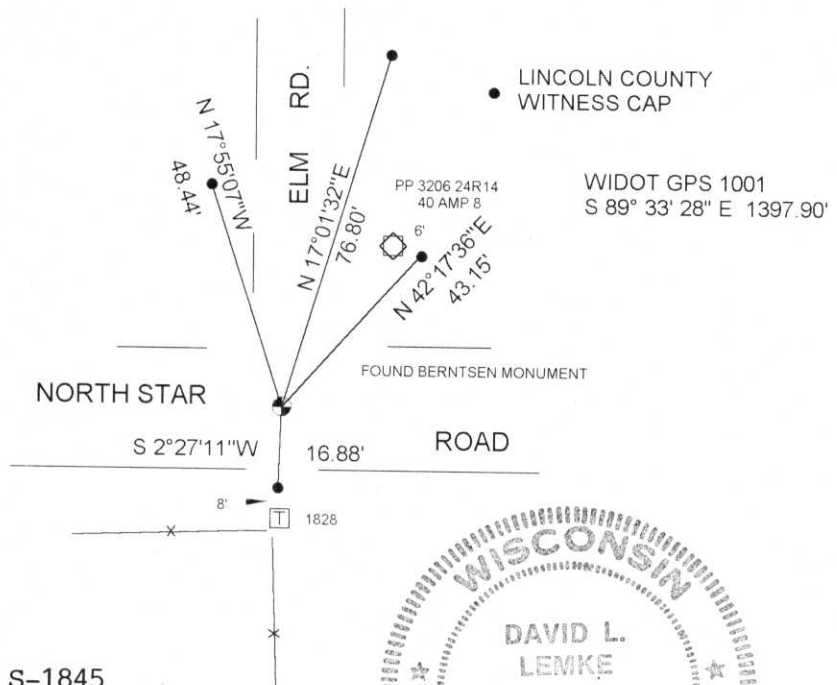 LINCOLN COUNTY
WITNESS CAP
ELM RD.
N 17°55'07"W
48.44'
N 17°01'32"E
76.80'
PP 3206 24R14
40 AMP 8
6'
N 42°17'36"E
43.15'
WIDOT GPS 1001
S 89° 33' 28" E 1397.90'
FOUND BERNTSEN MONUMENT
NORTH STAR
ROAD
S 2°27'11"W 16.88'
8'
T 1828
WISCONSIN
DAVID L.
LEMKE
S-1845